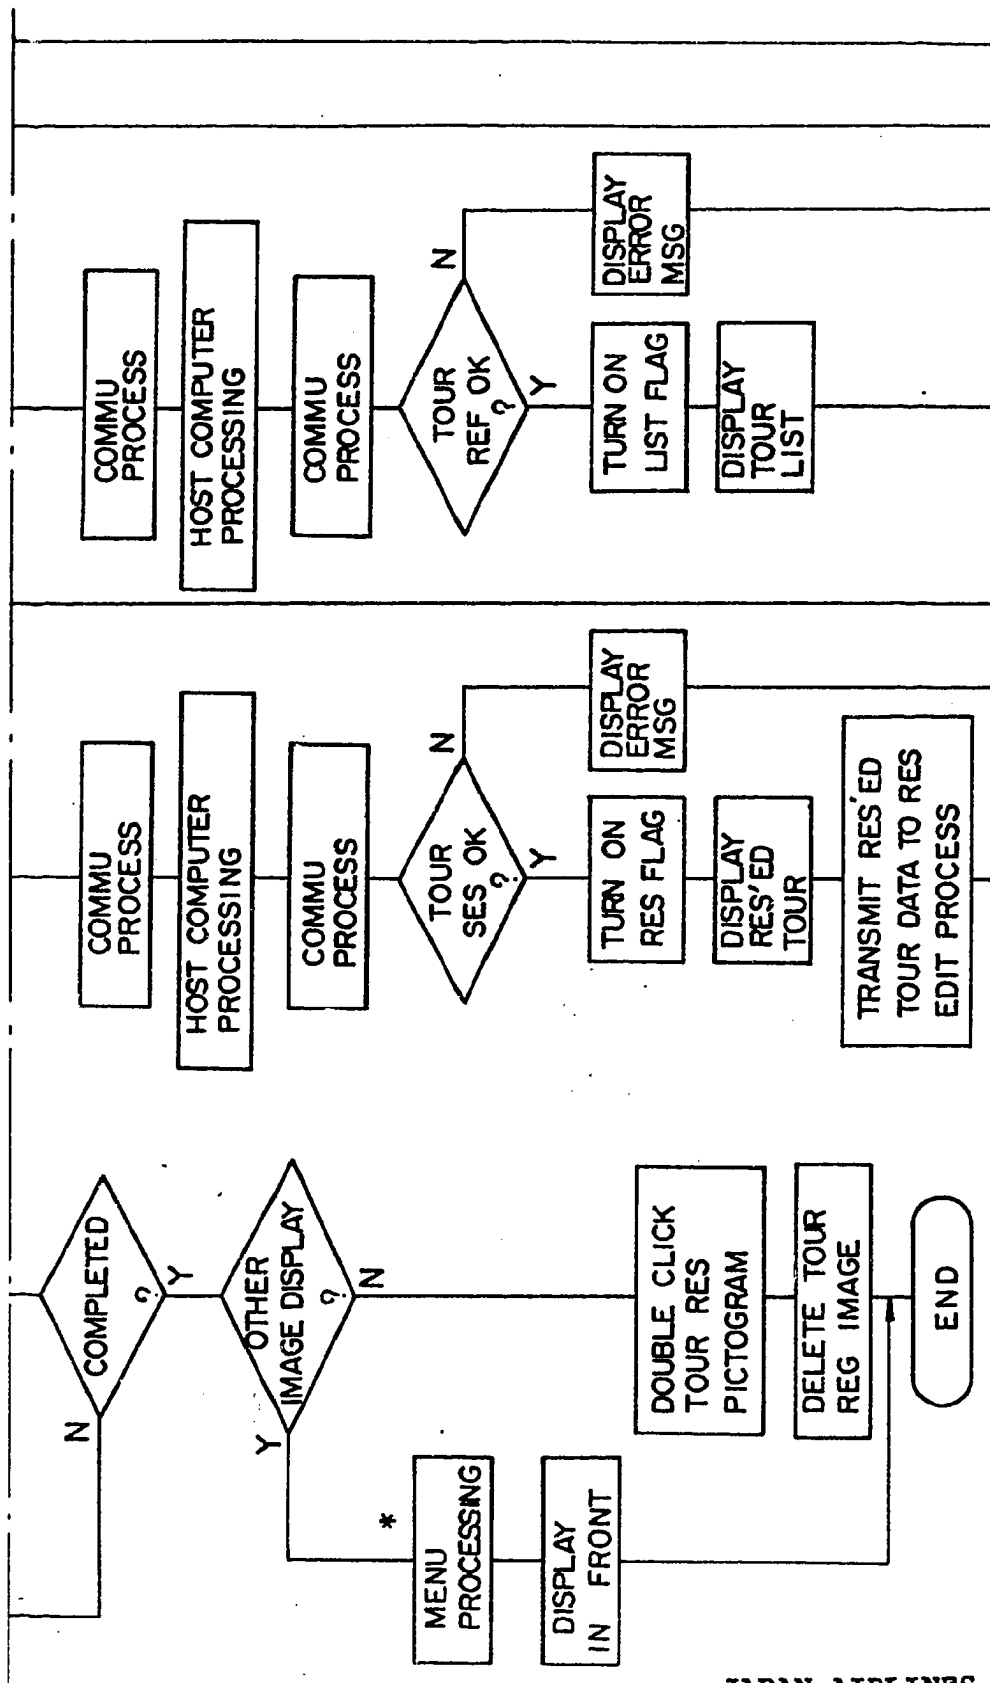 COMPLETED
?
N
Y
OTHER
IMAGE DISPLAY
?
Y
N
*
MENU
PROCESSING
DISPLAY
IN FRONT
DOUBLE CLICK
TOUR RES
PICTOGRAM
DELETE TOUR
REG IMAGE
END
COMMU
PROCESS
HOST COMPUTER
PROCESSING
COMMU
PROCESS
TOUR
SES OK
?
N
Y
TURN ON
RES FLAG
DISPLAY
ERROR
MSG
DISPLAY
RES'ED
TOUR
TRANSMIT RES'ED
TOUR DATA TO RES
EDIT PROCESS
COMMU
PROCESS
HOST COMPUTER
PROCESSING
COMMU
PROCESS
TOUR
REF OK
?
N
Y
TURN ON
LIST FLAG
DISPLAY
ERROR
MSG
DISPLAY
TOUR
LIST
JAPAN AIRLINES